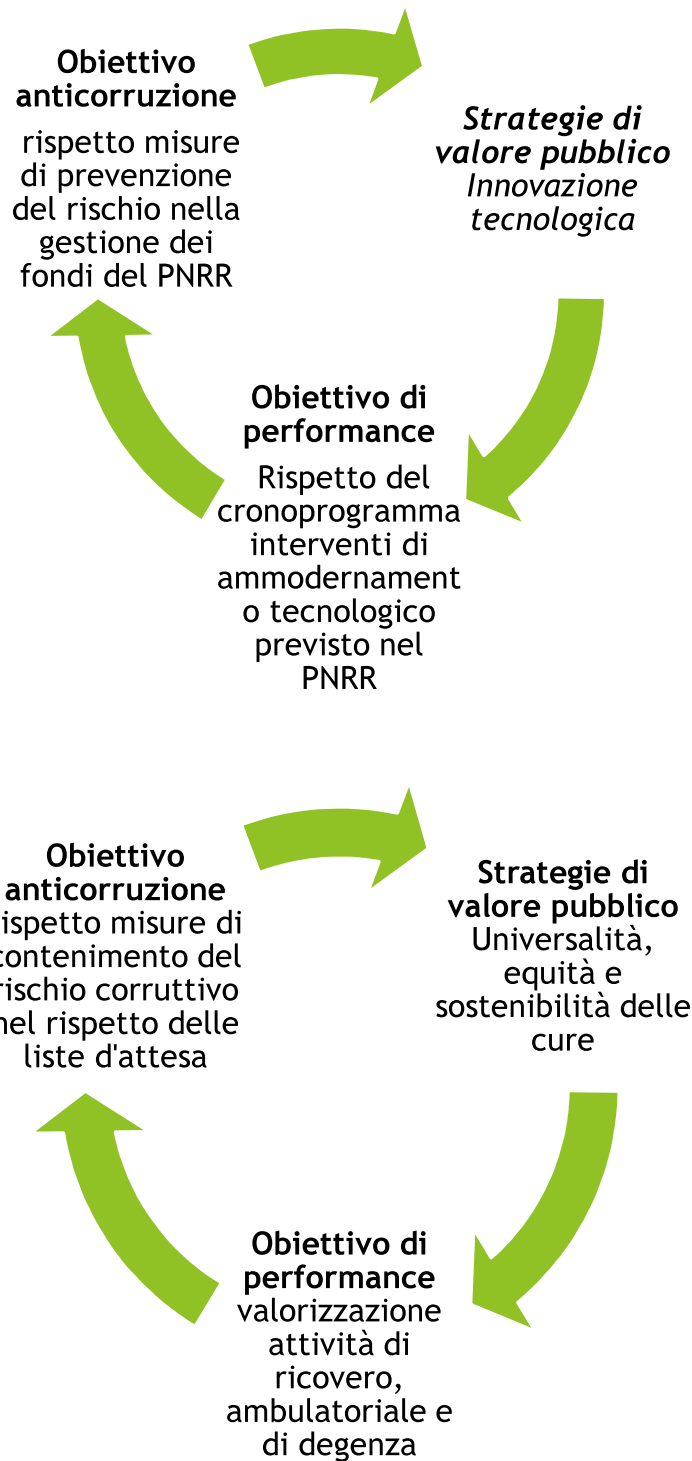 Obiettivo
anticorruzione
rispetto misure
di prevenzione
del rischio nella
gestione dei
fondi del PNRR
Strategie di
valore pubblico
Innovazione
tecnologica
Obiettivo di
performance
Rispetto del
cronoprogramma
interventi di
ammodernament
o tecnologico
previsto nel
PNRR
Obiettivo
anticorruzione
ispetto misure di
contenimento del
rischio corruttivo
nel rispetto delle
liste d'attesa
Strategie di
valore pubblico
Universalità,
equità e
sostenibilità delle
cure
Obiettivo di
performance
valorizzazione
attività di
ricovero,
ambulatoriale e
di degenza